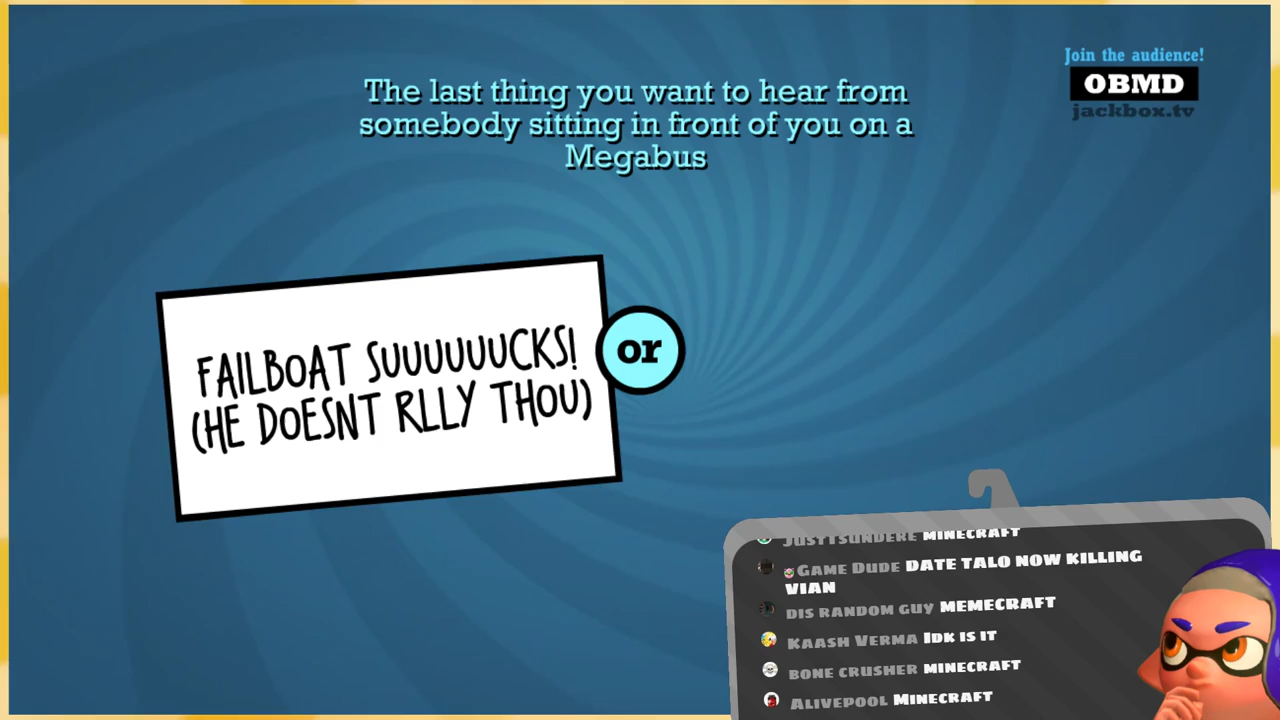 Join the audience!
OBMD
jackbox.tv
The last thing you want to hear from
somebody sitting in front of you on a
Megabus
FAILBOAT SUUUUUUCKS!
(HE DOESNT RLLY THOU)
or
JustTsundere MINECRAFT
Game Dude DATE TALO NOW KILLING
VIAN
DIS RANDOM GUY MEMECRAFT
Kaash Verma Idk is it
BONE CRUSHER MINECRAFT
Alivepool Minecraft